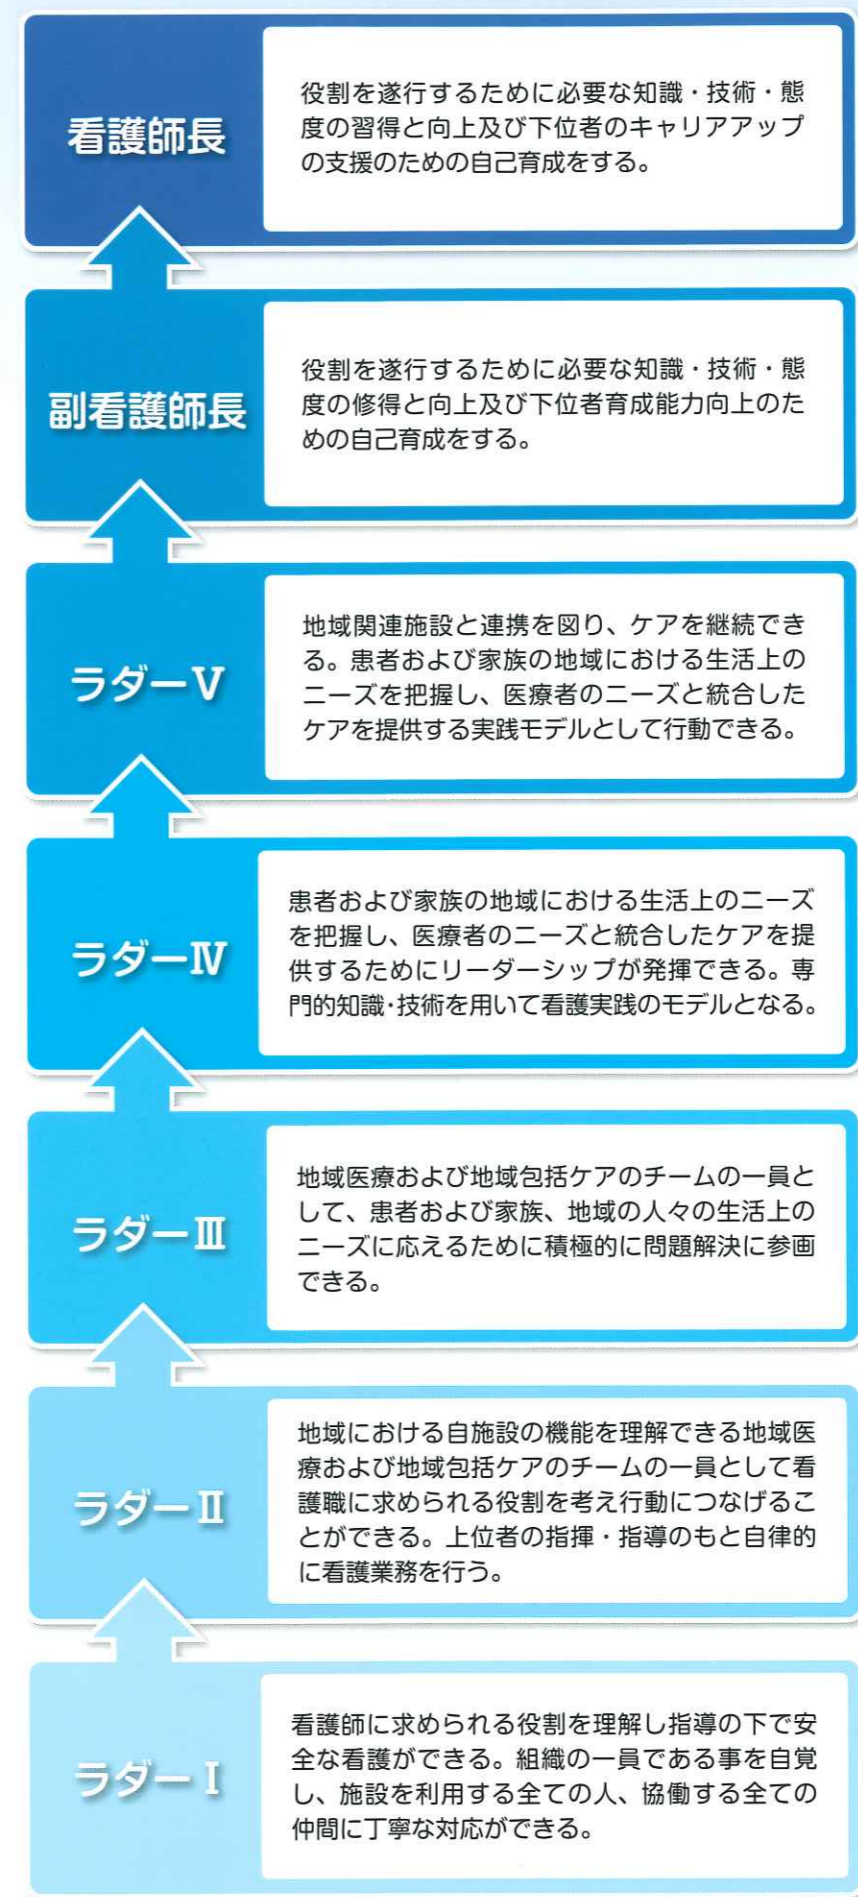 看護師長
役割を遂行するために必要な知識・技術・態
度の習得と向上及び下位者のキャリアアップ
の支援のための自己育成をする。
副看護師長
役割を遂行するために必要な知識・技術・態
度の修得と向上及び下位者育成能力向上のた
めの自己育成をする。
ラダーⅤ
地域関連施設と連携を図り、ケアを継続でき
る。患者および家族の地域における生活上の
ニーズを把握し、医療者のニーズと統合した
ケアを提供する実践モデルとして行動できる。
ラダーⅣ
患者および家族の地域における生活上のニーズ
を把握し、医療者のニーズと統合したケアを提
供するためにリーダーシップが発揮できる。専
門的知識・技術を用いて看護実践のモデルとなる。
ラダーⅢ
地域医療および地域包括ケアのチームの一員と
して、患者および家族、地域の人々の生活上の
ニーズに応えるために積極的に問題解決に参画
できる。
ラダーⅡ
地域における自施設の機能を理解できる地域医
療および地域包括ケアのチームの一員として看
護職に求められる役割を考え行動につなげるこ
とができる。上位者の指揮・指導のもと自律的
に看護業務を行う。
ラダーⅠ
看護師に求められる役割を理解し指導の下で安
全な看護ができる。組織の一員である事を自覚
し、施設を利用する全ての人、協働する全ての
仲間に丁寧な対応ができる。